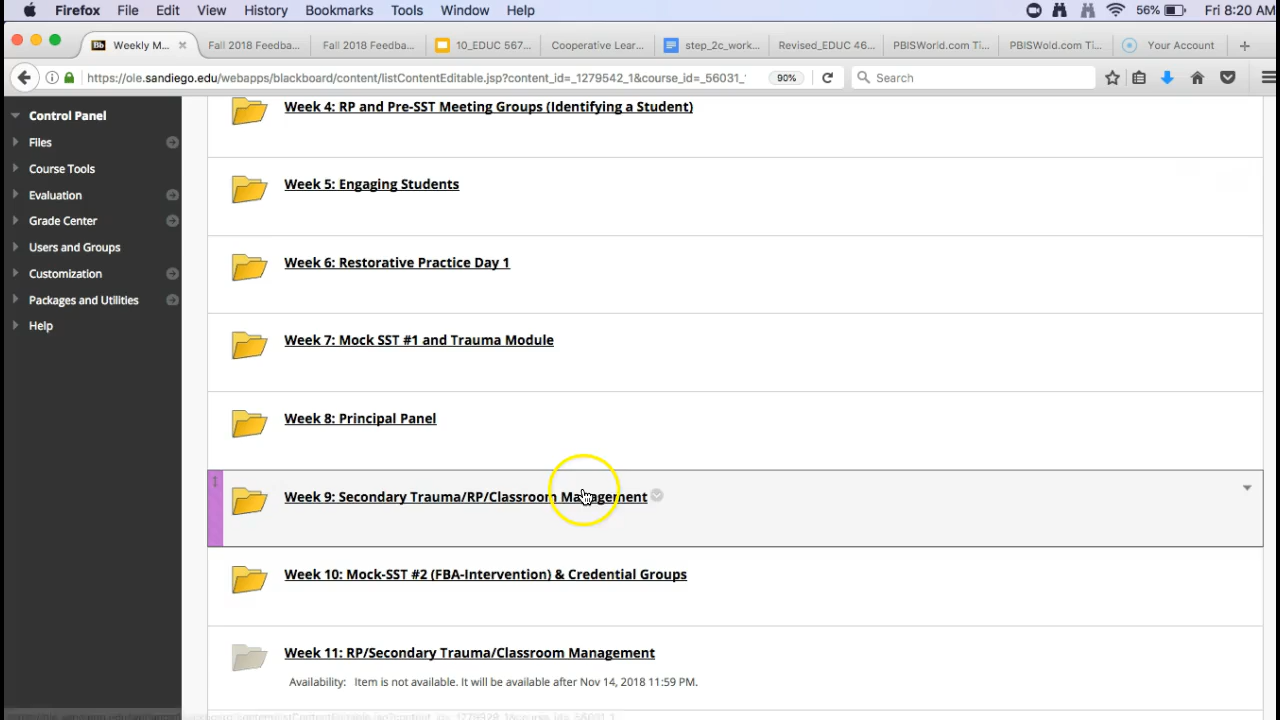 Firefox File Edit View History Bookmarks Tools Window Help 56% Fri 8:20 AM
Bb Weekly M... Fall 2018 Feedba... Fall 2018 Feedba... 10_EDUC 567... Cooperative Lear... step_2c_work... Revised_EDUC 46... PBISWorld.com Ti... PBISWold.com Ti... Your Account
https://ole.sandiego.edu/webapps/blackboard/content/listContentEditable.jsp?content_id=_1279542_1&course_id=_56031_ 90% Search
Control Panel
Files
Course Tools
Evaluation
Grade Center
Users and Groups
Customization
Packages and Utilities
Help
Week 4: RP and Pre-SST Meeting Groups (Identifying a Student)
Week 5: Engaging Students
Week 6: Restorative Practice Day 1
Week 7: Mock SST #1 and Trauma Module
Week 8: Principal Panel
Week 9: Secondary Trauma/RP/Classroom Management
Week 10: Mock-SST #2 (FBA-Intervention) & Credential Groups
Week 11: RP/Secondary Trauma/Classroom Management
Availability: Item is not available. It will be available after Nov 14, 2018 11:59 PM.